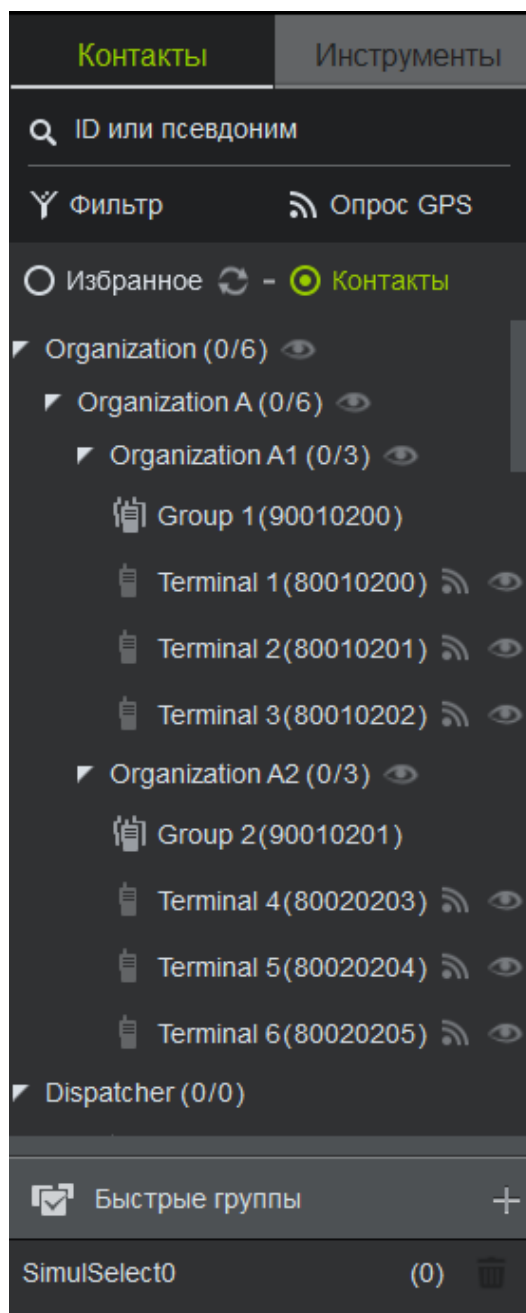 Контакты Инструменты
ID или псевдоним
Фильтр Опрос GPS
Избранное - Контакты
Organization (0/6)
Organization A (0/6)
Organization A1 (0/3)
Group 1(90010200)
Terminal 1(80010200)
Terminal 2(80010201)
Terminal 3(80010202)
Organization A2 (0/3)
Group 2(90010201)
Terminal 4(80020203)
Terminal 5(80020204)
Terminal 6(80020205)
Dispatcher (0/0)
Быстрые группы +
SimulSelect0 (0)